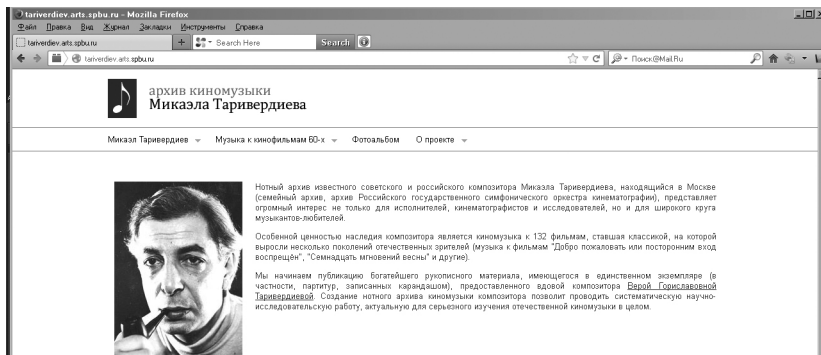 tariverdiev.arts.spbu.ru - Mozilla Firefox
Файл Правка Вид Журнал Закладки Инструменты Справка
tariverdiev.arts.spbu.ru + Search Here Search
tariverdiev.arts.spbu.ru Поиск@Mail.Ru
архив киномузыки
Микаэла Таривердиева
Микаэл Таривердиев Музыка к кинофильмам 60-х Фотоальбом О проекте
Нотный архив известного советского и российского композитора Микаэла Таривердиева, находящийся в Москве
(семейный архив, архив Российского государственного симфонического оркестра кинематографии), представляет
огромный интерес не только для исполнителей, кинематографистов и исследователей, но и для широкого круга
музыкантов-любителей.
Особенной ценностью наследия композитора является киномузыка к 132 фильмам, ставшая классикой, на которой
выросли несколько поколений отечественных зрителей (музыка к фильмам "Добро пожаловать или посторонним вход
воспрещён", "Семнадцать мгновений весны" и другие).
Мы начинаем публикацию богатейшего рукописного материала, имеющегося в единственном экземпляре (в
частности, партитур, записанных карандашом), предоставленного вдовой композитора Верой Гориславовной
Таривердиевой. Создание нотного архива киномузыки композитора позволит проводить систематическую научно-
исследовательскую работу, актуальную для серьезного изучения отечественной киномузыки в целом.